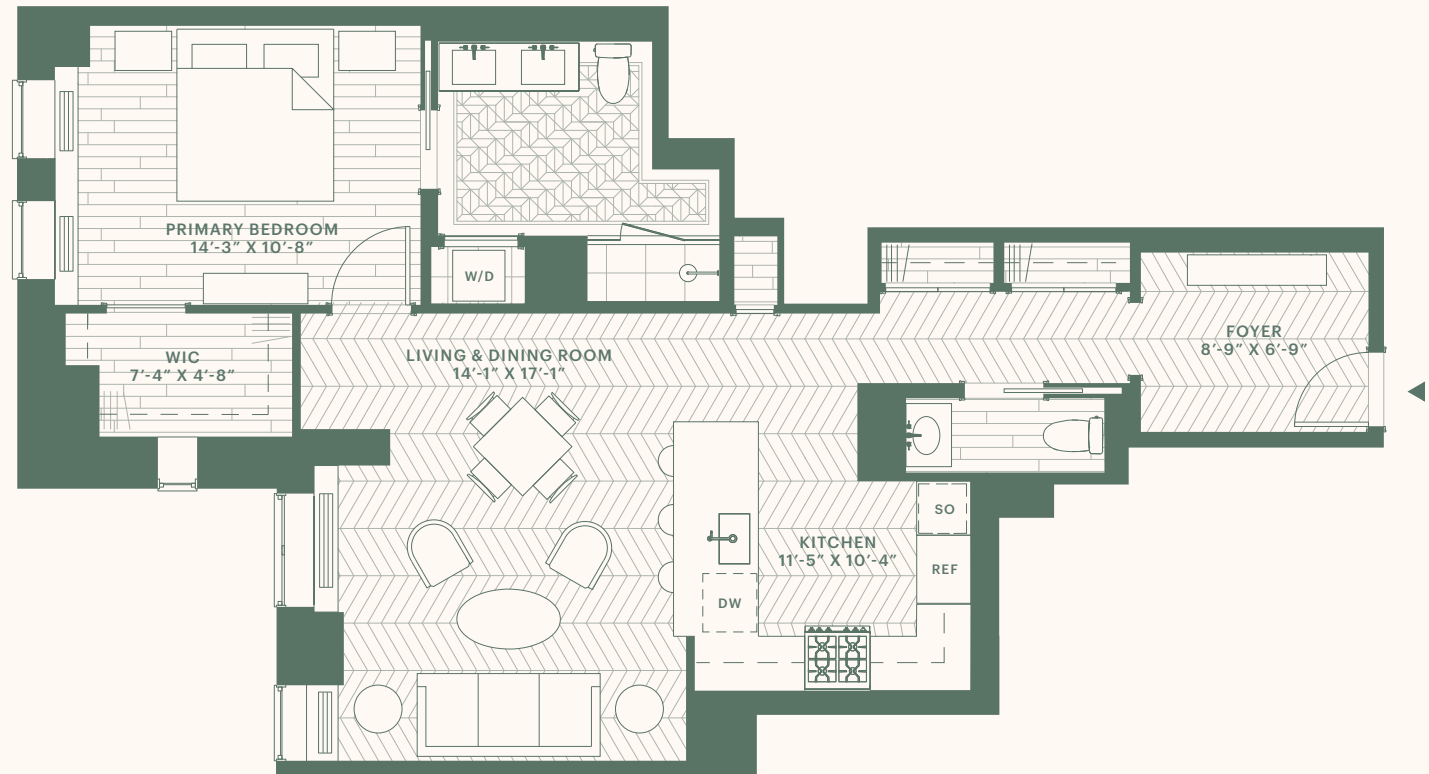 PRIMARY BEDROOM
14′-3″ X 10′-8″
W/D
WIC
7′-4″ X 4′-8″
LIVING & DINING ROOM
14′-1″ X 17′-1″
FOYER
8′-9″ X 6′-9″
KITCHEN
11′-5″ X 10′-4″
SO
REF
DW